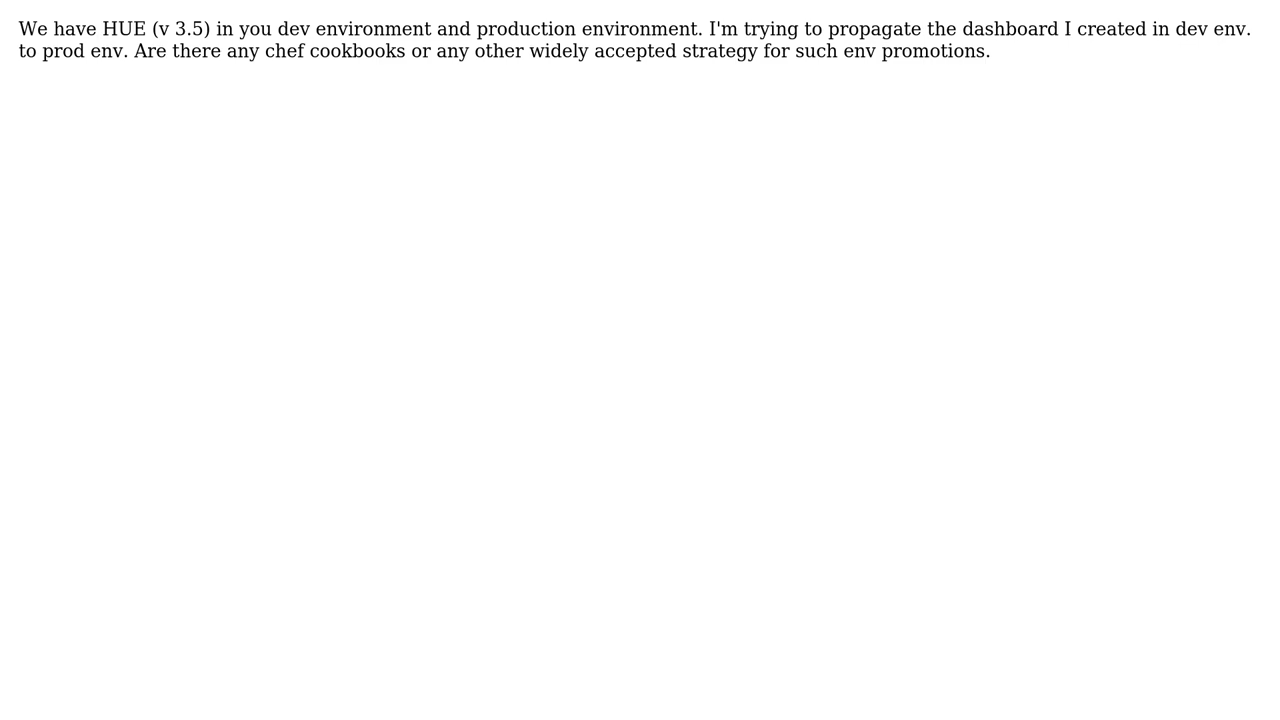 We have HUE (v 3.5) in you dev environment and production environment. I'm trying to propagate the dashboard I created in dev env.
to prod env. Are there any chef cookbooks or any other widely accepted strategy for such env promotions.